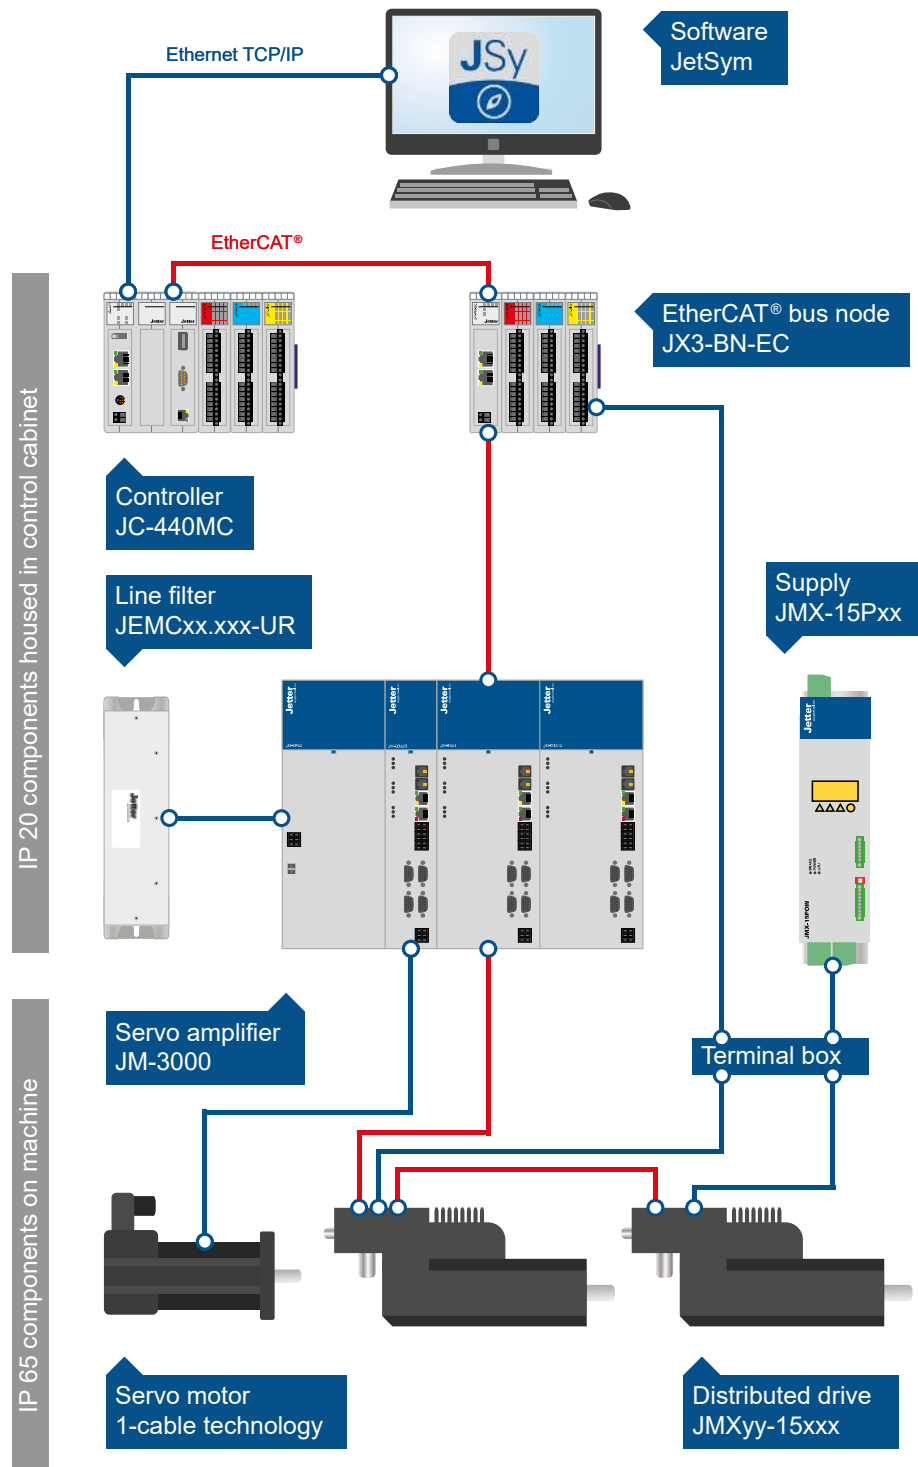 Software
JetSym
Ethernet TCP/IP
JSy
EtherCAT®
EtherCAT® bus node
JX3-BN-EC
IP 20 components housed in control cabinet
Controller
JC-440MC
Line filter
JEMCxx.xxx-UR
Supply
JMX-15Pxx
Jetter
Jetter
Jetter
Jetter
Jetter
Jetter
JMX-15POW
Servo amplifier
JM-3000
Terminal box
IP 65 components on machine
Servo motor
1-cable technology
Distributed drive
JMXyy-15xxx